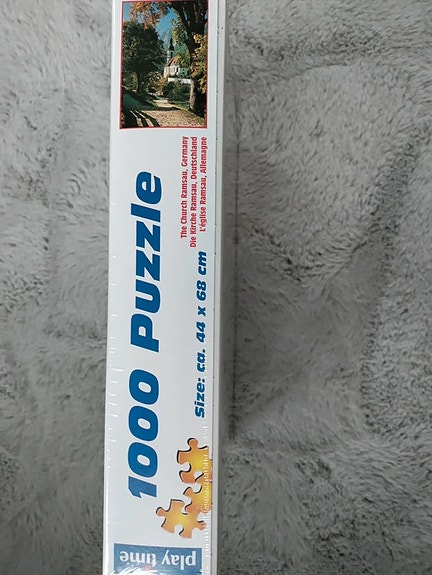 play time
1000 Puzzle
Size: ca. 44 x 68 cm
The Church Ramsau, Germany
Die Kirche Ramsau, Deutschland
L'église Ramsau, Allemagne